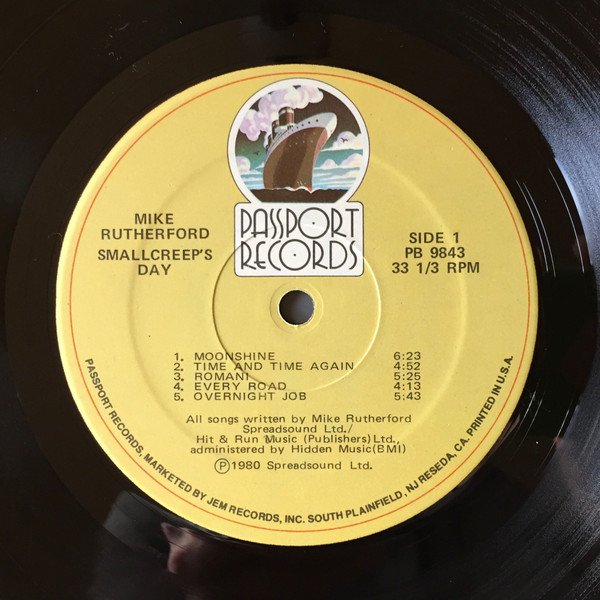 PASSPORT
RECORDS
MIKE
RUTHERFORD
SMALLCREEP'S
DAY
SIDE 1
PB 9843
33 1/3 RPM
1. MOONSHINE 6:23
2. TIME AND TIME AGAIN 4:52
3. ROMANI 5:25
4. EVERY ROAD 4:13
5. OVERNIGHT JOB 5:43
All songs written by Mike Rutherford
Spreadsound Ltd./
Hit & Run Music (Publishers) Ltd.,
administered by Hidden Music(BMI)
Ⓟ1980 Spreadsound Ltd.
PASSPORT RECORDS, MARKETED BY JEM RECORDS, INC. SOUTH PLAINFIELD, NJ RESEDA, CA. PRINTED IN U.S.A.